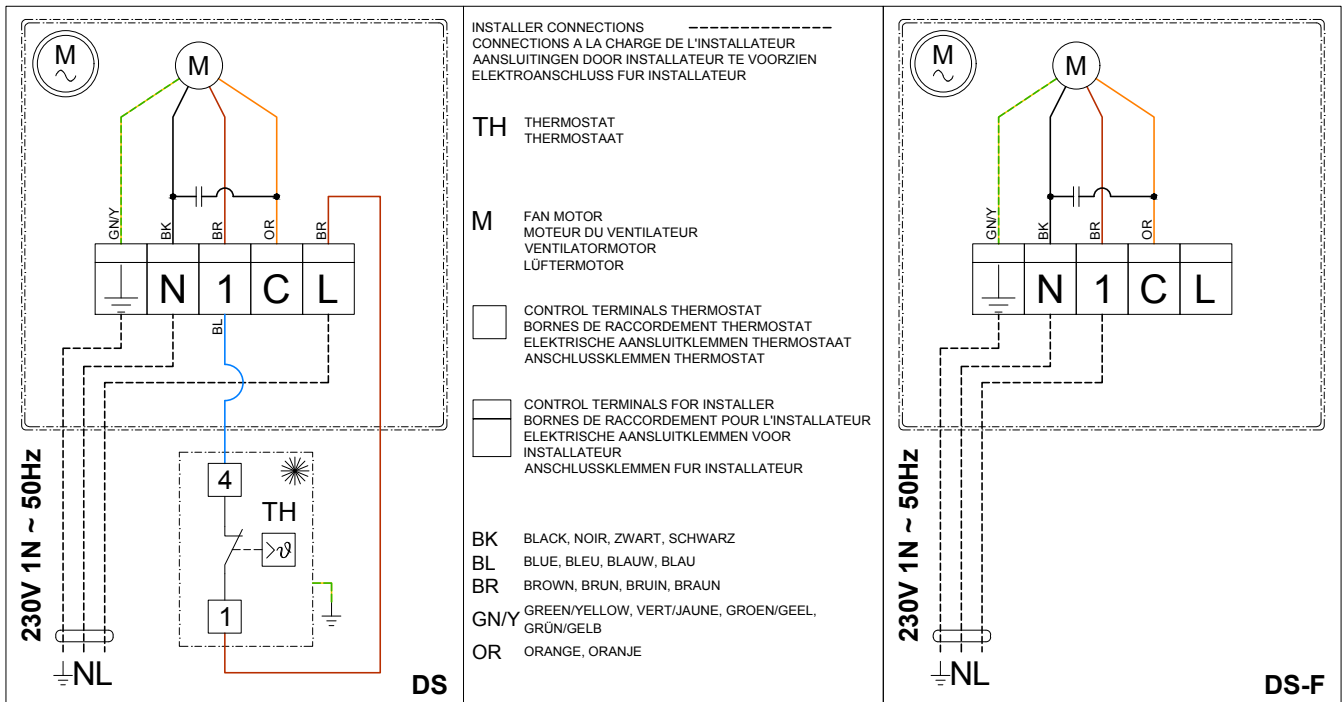 M
M
GN/Y
BK
BR
OR
BR
N 1 C L
BL
4
TH
>ϑ
1
230V 1N ~ 50Hz
NL
DS
INSTALLER CONNECTIONS
CONNECTIONS A LA CHARGE DE L'INSTALLATEUR
AANSLUITINGEN DOOR INSTALLATEUR TE VOORZIEN
ELEKTROANSCHLUSS FUR INSTALLATEUR
TH THERMOSTAT
THERMOSTAAT
M FAN MOTOR
MOTEUR DU VENTILATEUR
VENTILATORMOTOR
LÜFTERMOTOR
CONTROL TERMINALS THERMOSTAT
BORNES DE RACCORDEMENT THERMOSTAT
ELEKTRISCHE AANSLUITKLEMMEN THERMOSTAAT
ANSCHLUSSKLEMMEN THERMOSTAT
CONTROL TERMINALS FOR INSTALLER
BORNES DE RACCORDEMENT POUR L'INSTALLATEUR
ELEKTRISCHE AANSLUITKLEMMEN VOOR
INSTALLATEUR
ANSCHLUSSKLEMMEN FUR INSTALLATEUR
BK BLACK, NOIR, ZWART, SCHWARZ
BL BLUE, BLEU, BLAUW, BLAU
BR BROWN, BRUN, BRUIN, BRAUN
GN/Y GREEN/YELLOW, VERT/JAUNE, GROEN/GEEL,
GRÜN/GELB
OR ORANGE, ORANJE
M
M
GN/Y
BK
BR
OR
N 1 C L
230V 1N ~ 50Hz
NL
DS-F